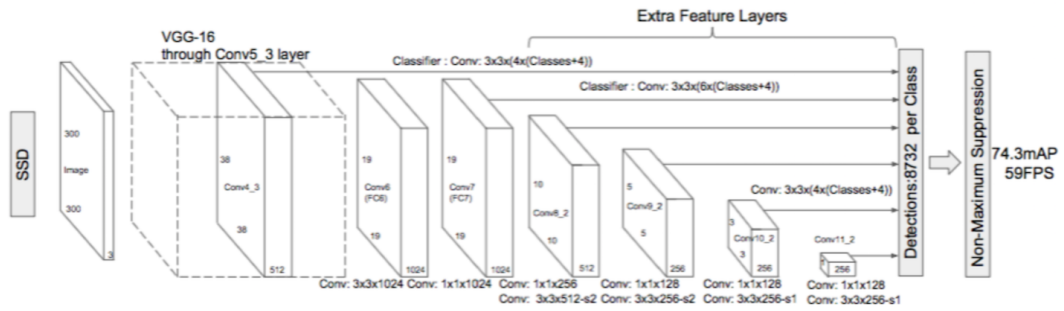 Extra Feature Layers
VGG-16
through Conv5_3 layer
Classifier : Conv: 3x3x(4x(Classes+4))
Classifier : Conv: 3x3x(6x(Classes+4))
SSD
300
Image
300
3
38
Conv4_3
38
512
19
Conv6
(FC6)
19
1024
19
Conv7
(FC7)
19
1024
10
Conv8_2
10
512
5
Conv9_2
5
256
Conv: 3x3x(4x(Classes+4))
3
Conv10_2
3
256
Conv11_2
256
Detections:8732 per Class
Non-Maximum Suppression
74.3mAP
59FPS
Conv: 3x3x1024
Conv: 1x1x1024
Conv: 1x1x256
Conv: 3x3x512-s2
Conv: 1x1x128
Conv: 3x3x256-s2
Conv: 1x1x128
Conv: 3x3x256-s1
Conv: 1x1x128
Conv: 3x3x256-s1